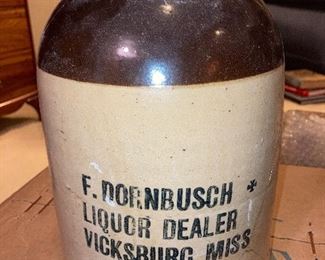 F. DORNBUSCH ✦
LIQUOR DEALER
VICKSBURG MISS